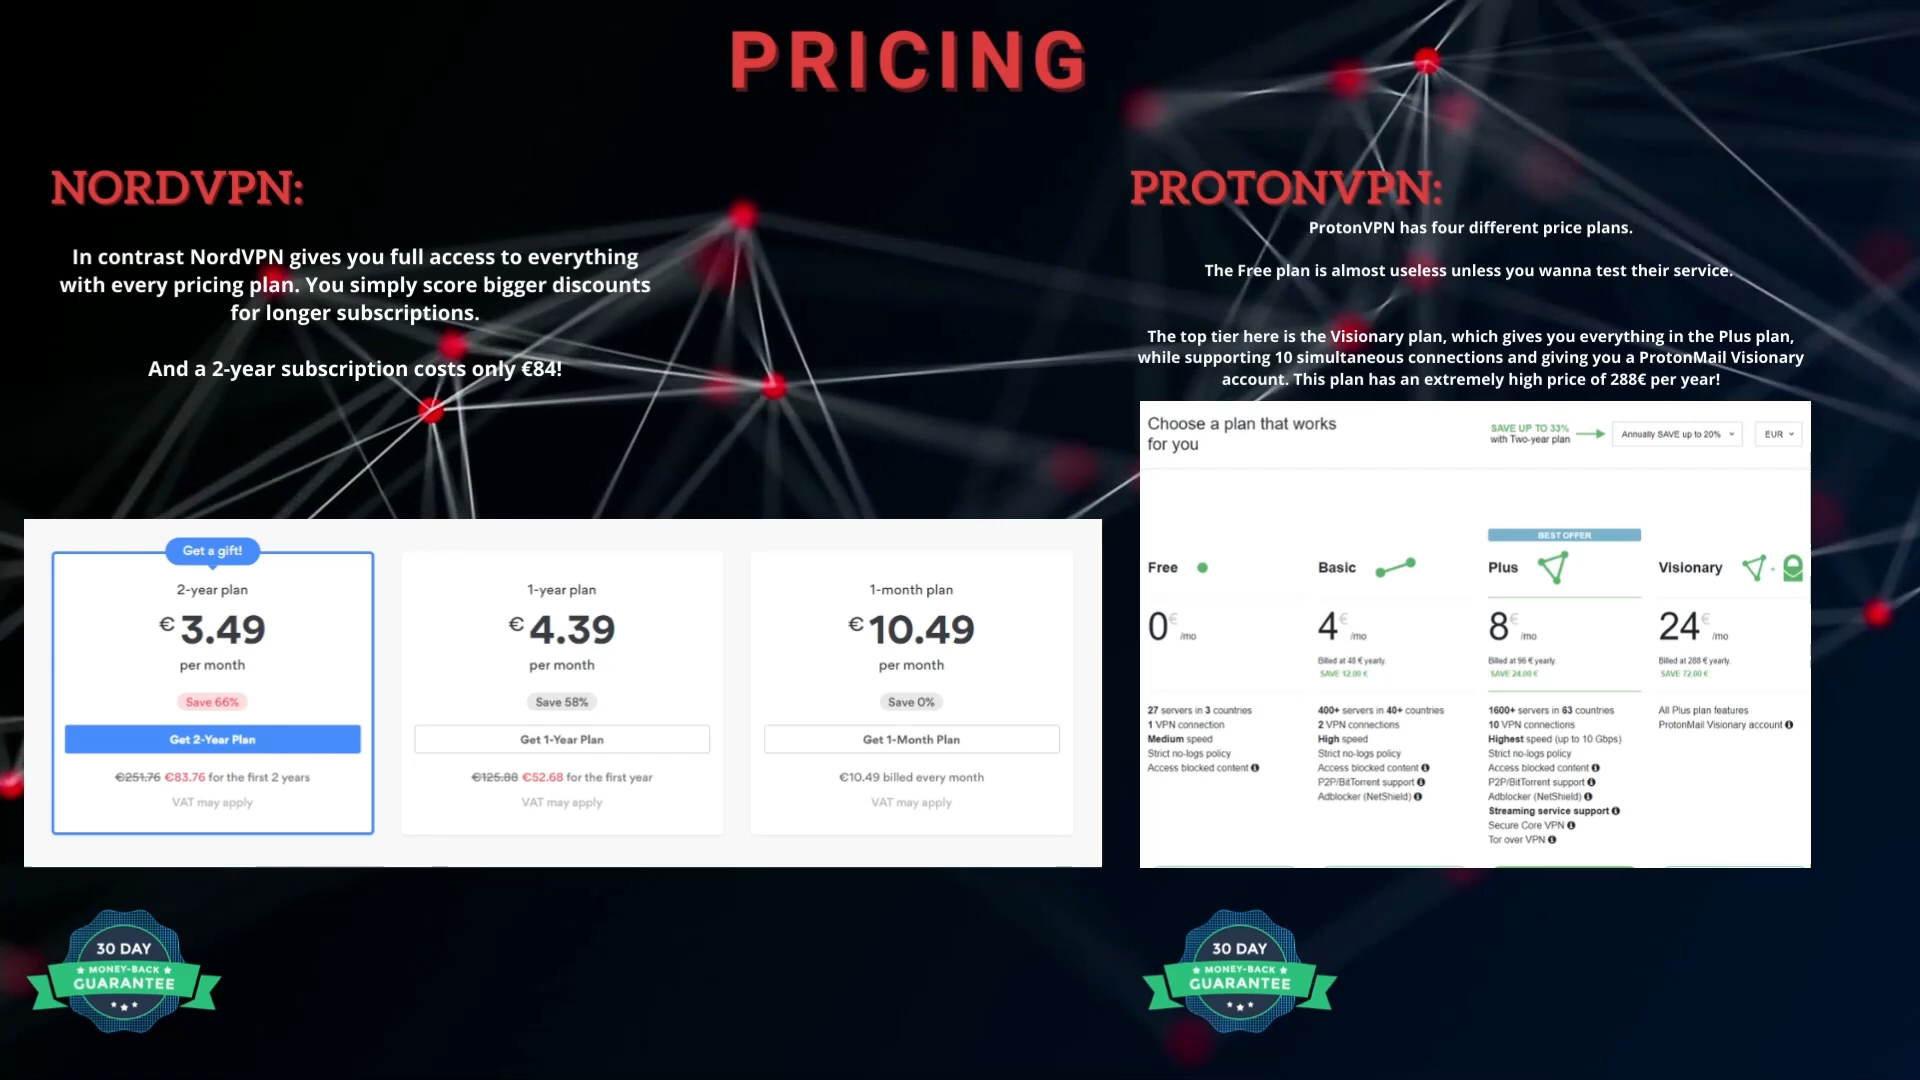 PRICING
NORDVPN:
In contrast NordVPN gives you full access to everything
with every pricing plan. You simply score bigger discounts
for longer subscriptions.
And a 2-year subscription costs only €84!
Get a gift!
2-year plan
€3.49
per month
Save 66%
Get 2-Year Plan
€251.76 €83.76 for the first 2 years
VAT may apply
1-year plan
€4.39
per month
Save 58%
Get 1-Year Plan
€125.88 €52.68 for the first year
VAT may apply
1-month plan
€10.49
per month
Save 0%
Get 1-Month Plan
€10.49 billed every month
VAT may apply
30 DAY
MONEY-BACK
GUARANTEE
PROTONVPN:
ProtonVPN has four different price plans.
The Free plan is almost useless unless you wanna test their service.
The top tier here is the Visionary plan, which gives you everything in the Plus plan,
while supporting 10 simultaneous connections and giving you a ProtonMail Visionary
account. This plan has an extremely high price of 288€ per year!
Choose a plan that works
for you
SAVE UP TO 33%
with Two-year plan
Annually SAVE up to 20%
EUR
Free
0€ /mo
27 servers in 3 countries
1 VPN connection
Medium speed
Strict no-logs policy
Access blocked content
Basic
4€ /mo
Billed at 48 € yearly.
SAVE 12.00 €
400+ servers in 40+ countries
2 VPN connections
High speed
Strict no-logs policy
Access blocked content
P2P/BitTorrent support
Adblocker (NetShield)
BEST OFFER
Plus
8€ /mo
Billed at 96 € yearly.
SAVE 24.00 €
1600+ servers in 63 countries
10 VPN connections
Highest speed (up to 10 Gbps)
Strict no-logs policy
Access blocked content
P2P/BitTorrent support
Adblocker (NetShield)
Streaming service support
Secure Core VPN
Tor over VPN
Visionary
24€ /mo
Billed at 288 € yearly.
SAVE 72.00 €
All Plus plan features
ProtonMail Visionary account
30 DAY
MONEY-BACK
GUARANTEE